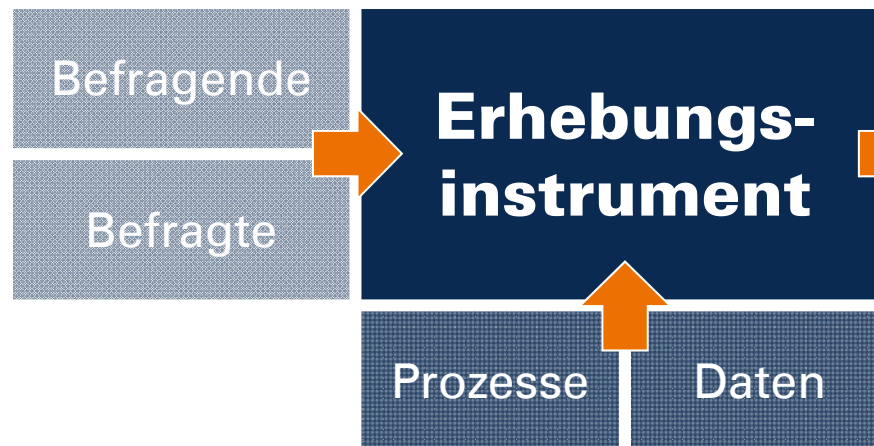 Befragende
Erhebungs-
instrument
Befragte
Prozesse
Daten